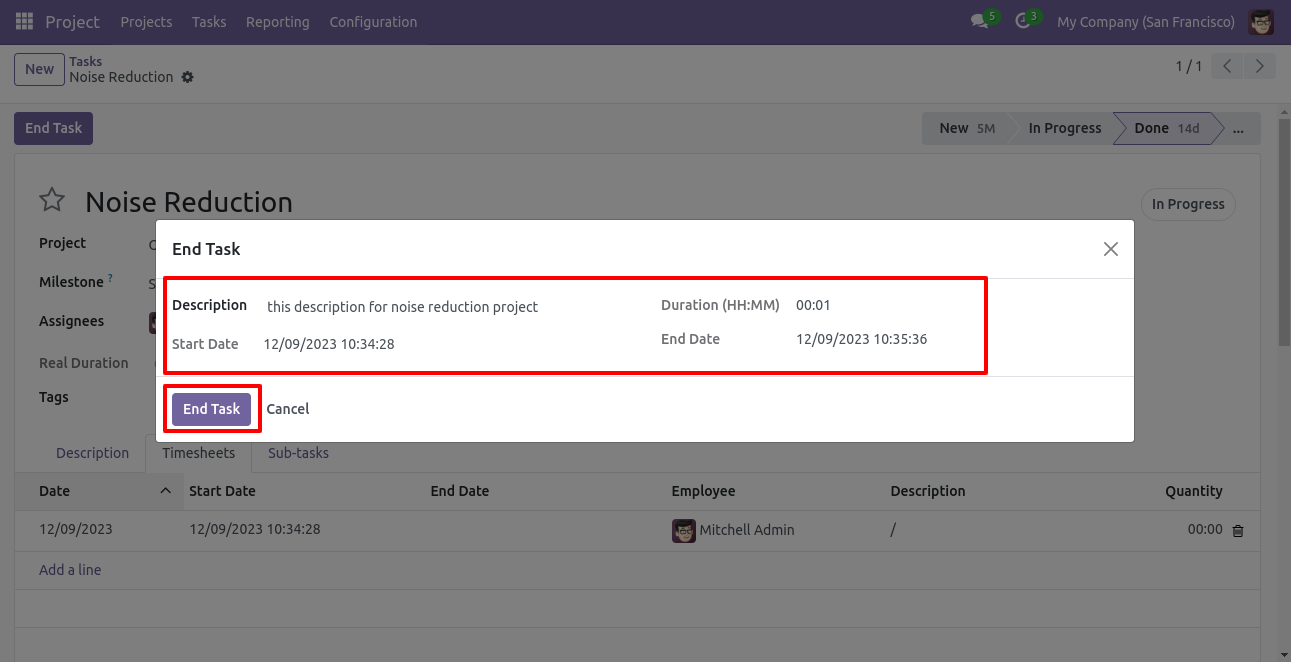 Project Projects Tasks Reporting Configuration 5 3 My Company (San Francisco)
New Tasks 1 / 1
Noise Reduction
End Task New 5M In Progress Done 14d ...
Noise Reduction In Progress
Project
Milestone ?
Assignees
Real Duration
Tags
End Task
Description this description for noise reduction project Duration (HH:MM) 00:01
Start Date 12/09/2023 10:34:28 End Date 12/09/2023 10:35:36
End Task Cancel
Description Timesheets Sub-tasks
Date Start Date End Date Employee Description Quantity
12/09/2023 12/09/2023 10:34:28 Mitchell Admin / 00:00
Add a line